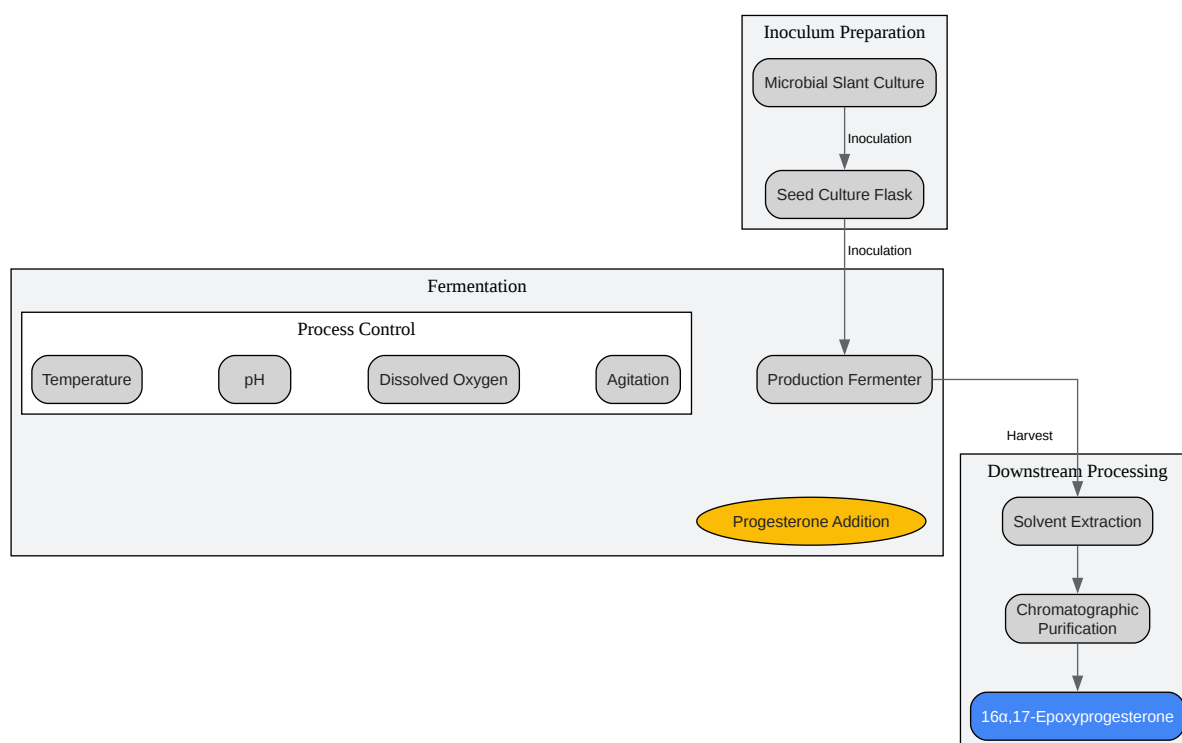 Inoculum Preparation
Microbial Slant Culture
Inoculation
Seed Culture Flask
Inoculation
Fermentation
Process Control
Temperature
pH
Dissolved Oxygen
Agitation
Production Fermenter
Harvest
Downstream Processing
Progesterone Addition
Solvent Extraction
Chromatographic
Purification
16α,17-Epoxyprogesterone